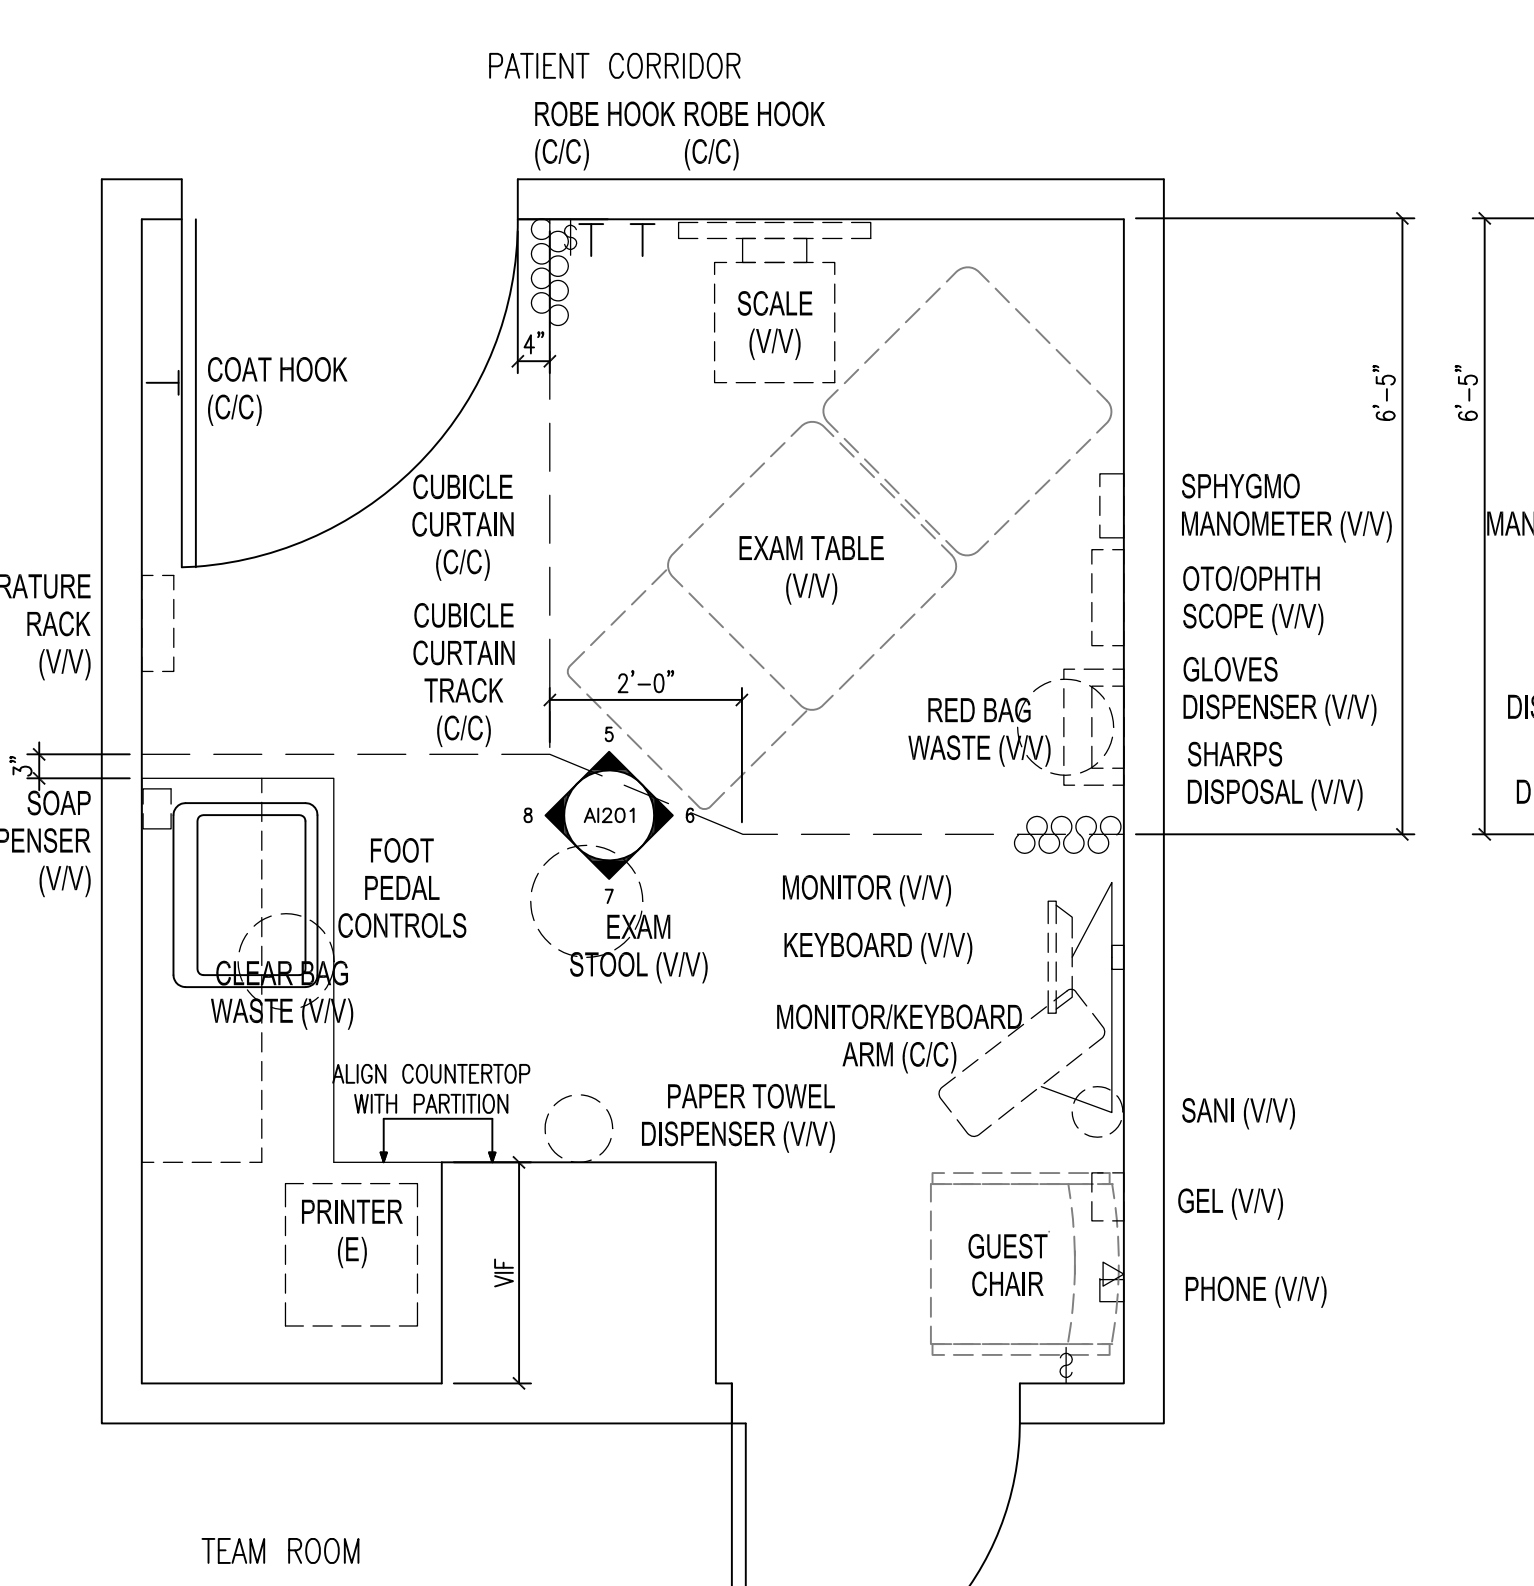 PATIENT CORRIDOR
ROBE HOOK ROBE HOOK
(C/C) (C/C)
4"
SCALE
(V/V)
COAT HOOK
(C/C)
6'-5"
6'-5"
CUBICLE
CURTAIN
(C/C)
SPHYGMO
MANOMETER (V/V)
MAN
EXAM TABLE
(V/V)
OTO/OPHTH
SCOPE (V/V)
RATURE
RACK
(V/V)
CUBICLE
CURTAIN
TRACK
(C/C)
2'-0"
GLOVES
DISPENSER (V/V)
DIS
RED BAG
WASTE (V/V)
SHARPS
DISPOSAL (V/V)
D
3"
SOAP
PENSER
(V/V)
5
8 AI201 6
7
FOOT
PEDAL
CONTROLS
MONITOR (V/V)
EXAM
STOOL (V/V)
KEYBOARD (V/V)
CLEAR BAG
WASTE (V/V)
MONITOR/KEYBOARD
ARM (C/C)
ALIGN COUNTERTOP
WITH PARTITION
PAPER TOWEL
DISPENSER (V/V)
SANI (V/V)
PRINTER
(E)
VIF
GEL (V/V)
GUEST
CHAIR
PHONE (V/V)
TEAM ROOM